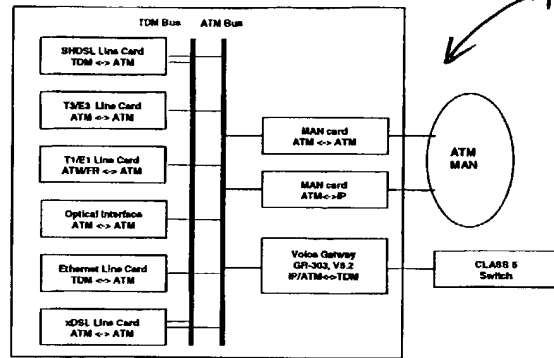 TDM Bus ATM Bus
SHDSL Line Card
TDM <-> ATM
T3/E3 Line Card
ATM <-> ATM
T1/E1 Line Card
ATM/FR <-> ATM
Optical Interface
ATM <-> ATM
Ethernet Line Card
TDM <-> ATM
xDSL Line Card
ATM <-> ATM
MAN card
ATM <-> ATM
MAN card
ATM<->IP
Voice Gatway
GR-303, V5.2
IP/ATM<->TDM
ATM
MAN
CLASS 5
Switch